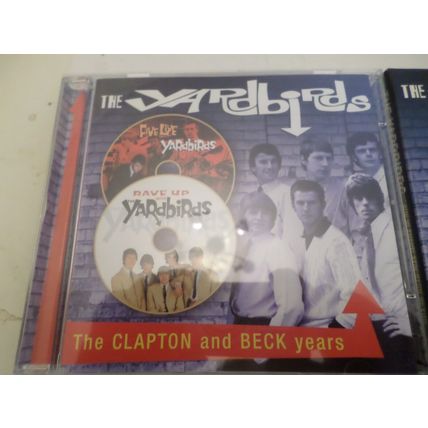 THE YARDBIRDS
FIVE LIVE
YARDBIRDS
RAVE UP
YARDBIRDS
The CLAPTON and BECK years
THE